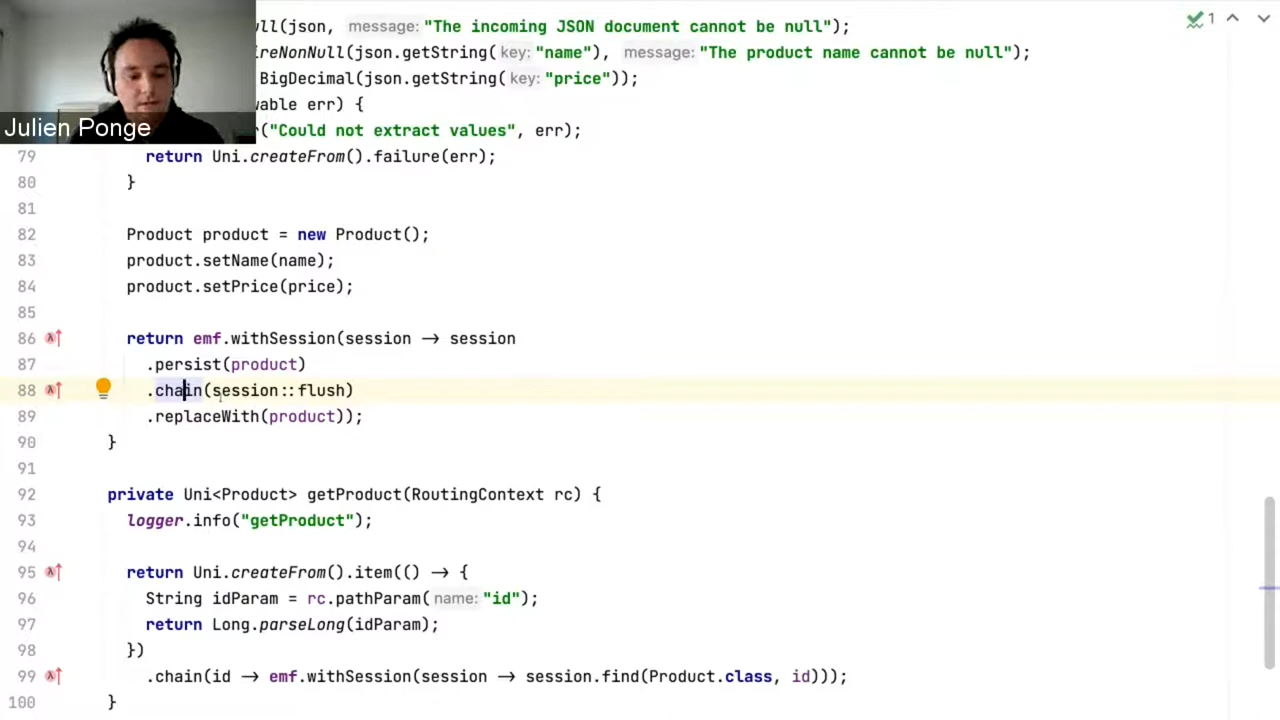 ull(json, message: "The incoming JSON document cannot be null");
ireNonNull(json.getString( key: "name"), message: "The product name cannot be null");
BigDecimal(json.getString( key: "price"));
wable err) {
r("Could not extract values", err);
Julien Ponge
79 return Uni.createFrom().failure(err);
80 }
81
82 Product product = new Product();
83 product.setName(name);
84 product.setPrice(price);
85
86 return emf.withSession(session → session
87 .persist(product)
88 .chain(session::flush)
89 .replaceWith(product));
90 }
91
92 private Uni<Product> getProduct(RoutingContext rc) {
93 logger.info("getProduct");
94
95 return Uni.createFrom().item(() → {
96 String idParam = rc.pathParam( name: "id");
97 return Long.parseLong(idParam);
98 })
99 .chain(id → emf.withSession(session → session.find(Product.class, id)));
100 }
1